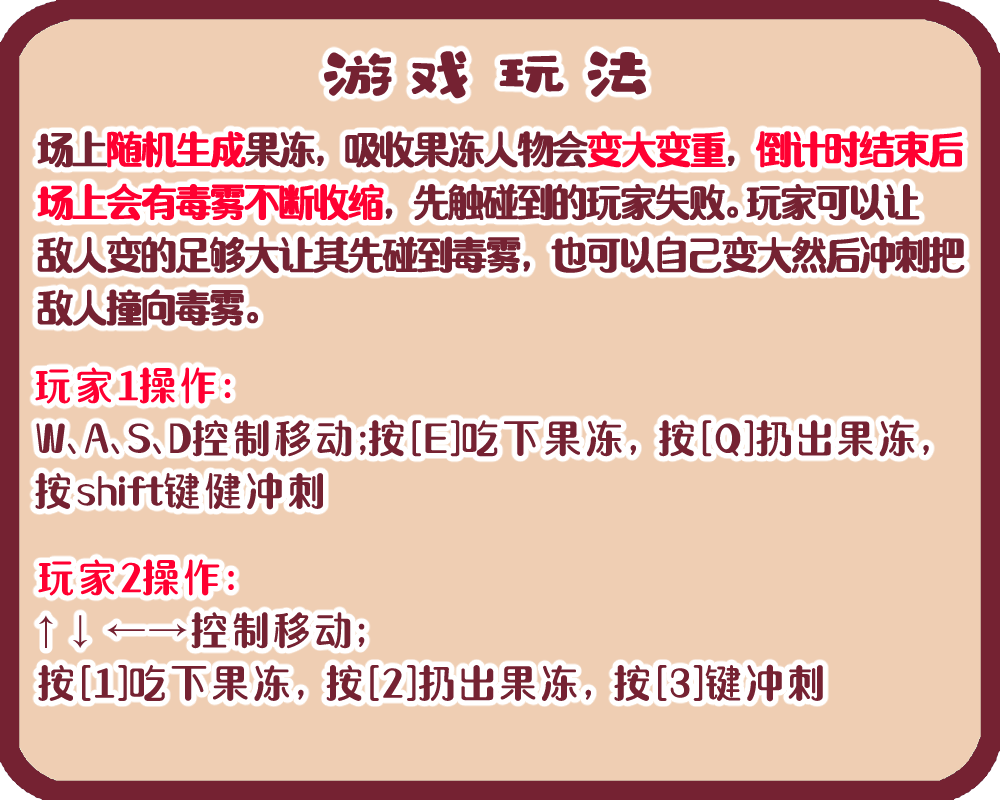 游戏玩法
场上随机生成果冻，吸收果冻人物会变大变重，倒计时结束后
场上会有毒雾不断收缩，先触碰到的玩家失败。玩家可以让
敌人变的足够大让其先碰到毒雾，也可以自己变大然后冲刺把
敌人撞向毒雾。
玩家1操作：
W、A、S、D控制移动;按[E]吃下果冻，按[Q]扔出果冻，
按shift键健冲刺
玩家2操作：
↑↓←→控制移动;
按[1]吃下果冻，按[2]扔出果冻，按[3]键冲刺